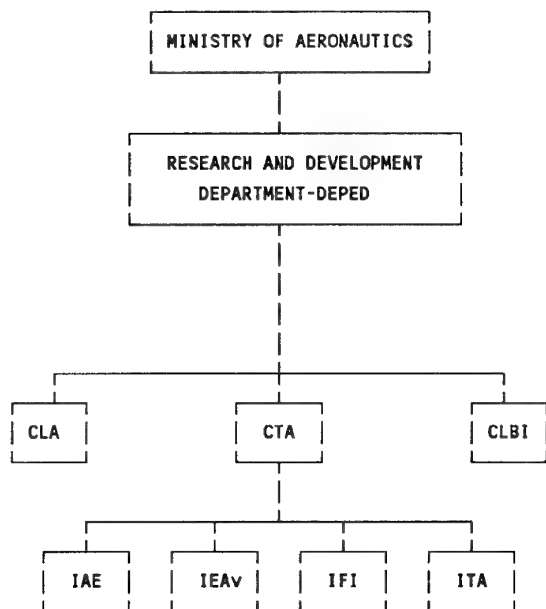 MINISTRY OF AERONAUTICS
RESEARCH AND DEVELOPMENT
DEPARTMENT-DEPED
CLA CTA CLBI
IAE IEAv IFI ITA